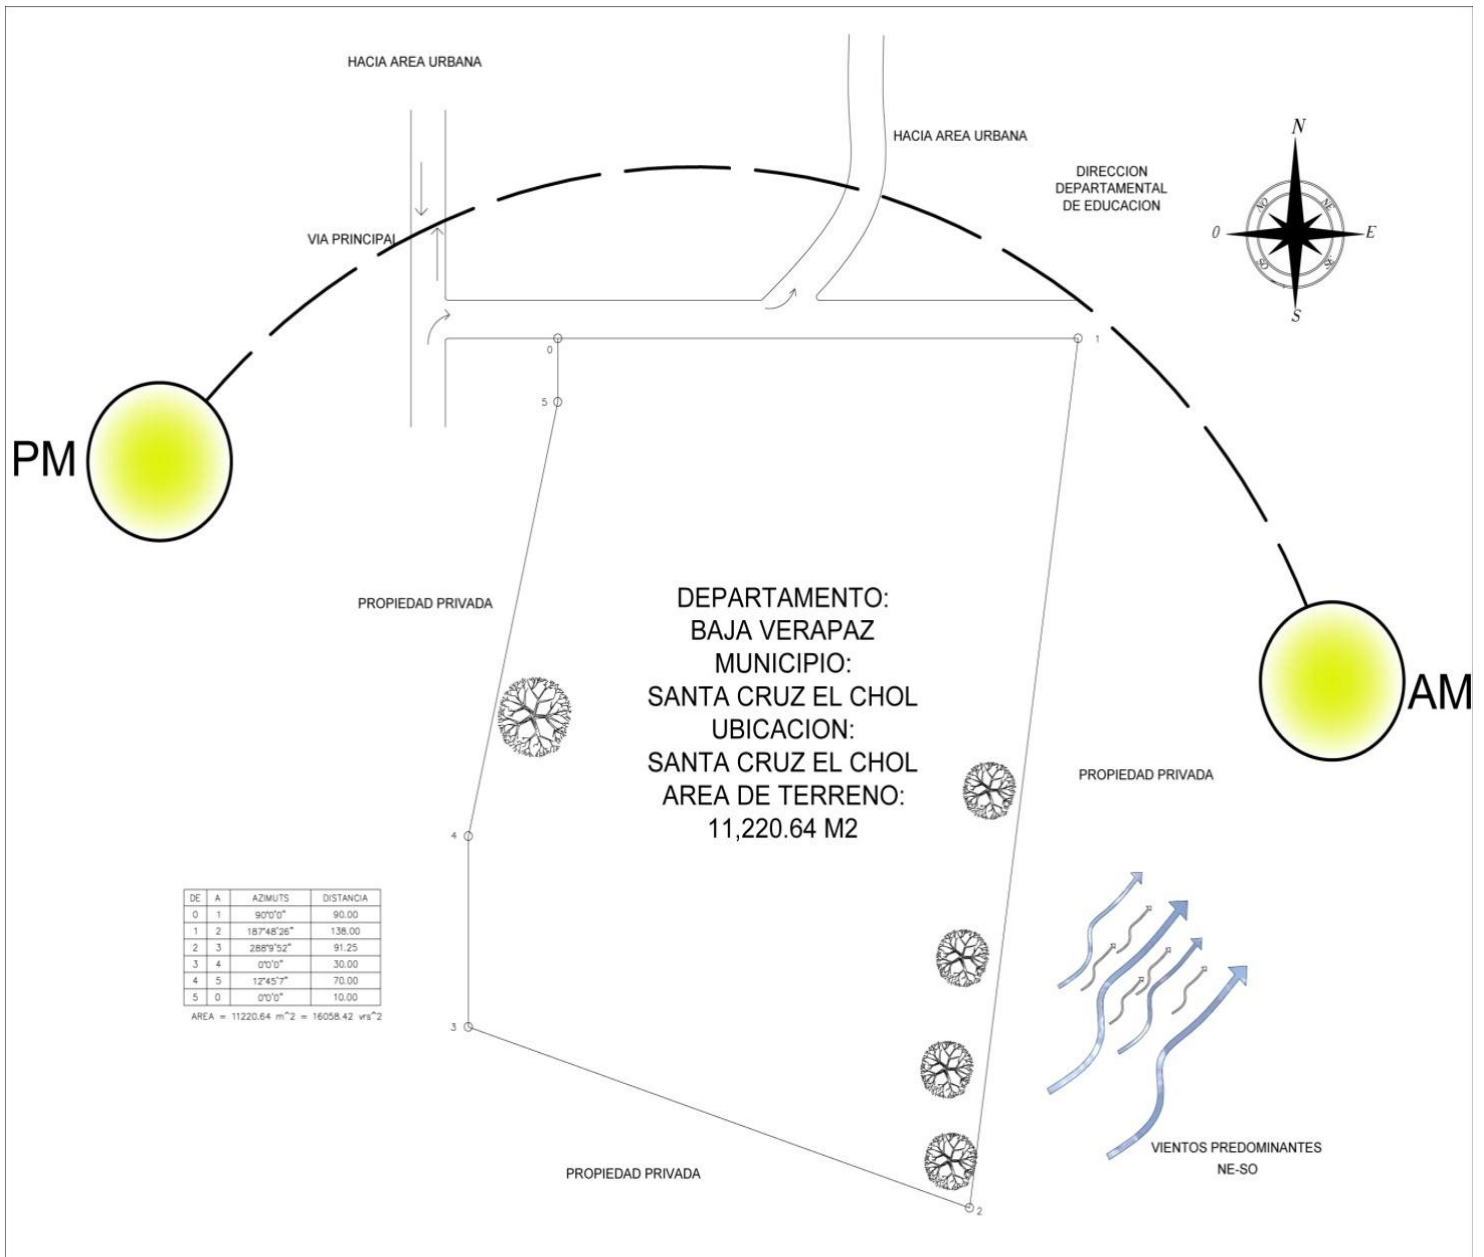 HACIA AREA URBANA
HACIA AREA URBANA
DIRECCION
DEPARTAMENTAL
DE EDUCACION
VIA PRINCIPAL
N
NO
NE
O
E
SO
SE
S
0
1
5
PM
AM
PROPIEDAD PRIVADA
DEPARTAMENTO:
BAJA VERAPAZ
MUNICIPIO:
SANTA CRUZ EL CHOL
UBICACION:
SANTA CRUZ EL CHOL
AREA DE TERRENO:
11,220.64 M2
PROPIEDAD PRIVADA
4
DE A AZIMUTS DISTANCIA
0 1 90°0'0" 90.00
1 2 187°48'26" 138.00
2 3 288°9'52" 91.25
3 4 0°0'0" 30.00
4 5 12°45'7" 70.00
5 0 0°0'0" 10.00
AREA = 11220.64 m^2 = 16058.42 vrs^2
3
VIENTOS PREDOMINANTES
NE-SO
PROPIEDAD PRIVADA
2